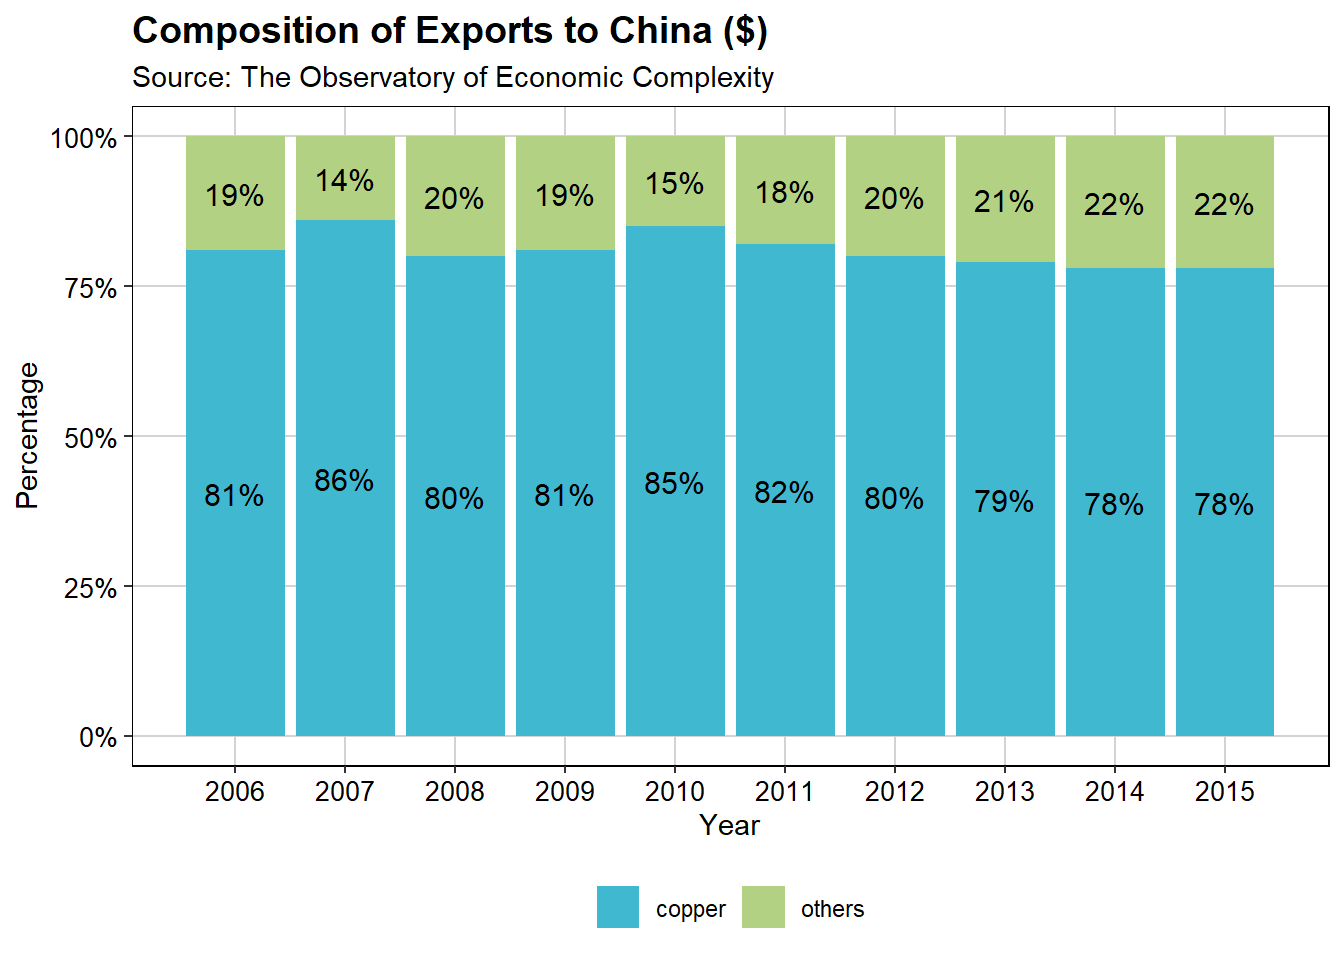 Composition of Exports to China ($)
Source: The Observatory of Economic Complexity
Percentage
100%
75%
50%
25%
0%
19% 14% 20% 19% 15% 18% 20% 21% 22% 22%
81% 86% 80% 81% 85% 82% 80% 79% 78% 78%
2006 2007 2008 2009 2010 2011 2012 2013 2014 2015
Year
copper others